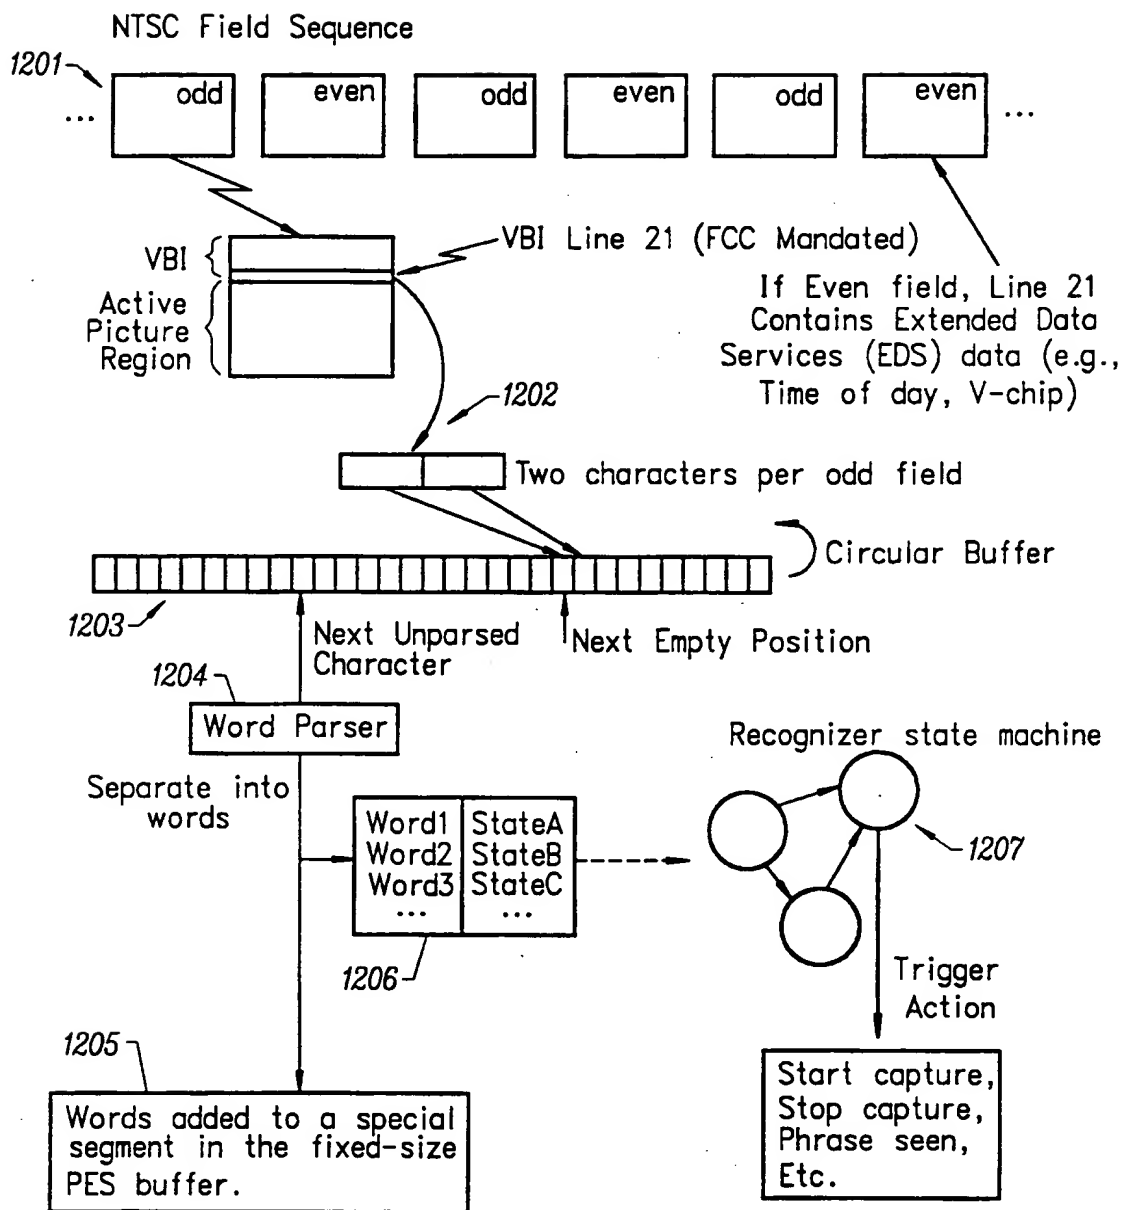 NTSC Field Sequence
1201
... odd even odd even odd even ...
VBI
VBI Line 21 (FCC Mandated)
Active
Picture
Region
If Even field, Line 21
Contains Extended Data
Services (EDS) data (e.g.,
Time of day, V-chip)
1202
Two characters per odd field
Circular Buffer
1203
Next Unparsed
Character
Next Empty Position
1204
Word Parser
Recognizer state machine
Separate into
words
Word1 StateA
Word2 StateB
Word3 StateC
... ...
1207
1206
Trigger
Action
1205
Words added to a special
segment in the fixed-size
PES buffer.
Start capture,
Stop capture,
Phrase seen,
Etc.